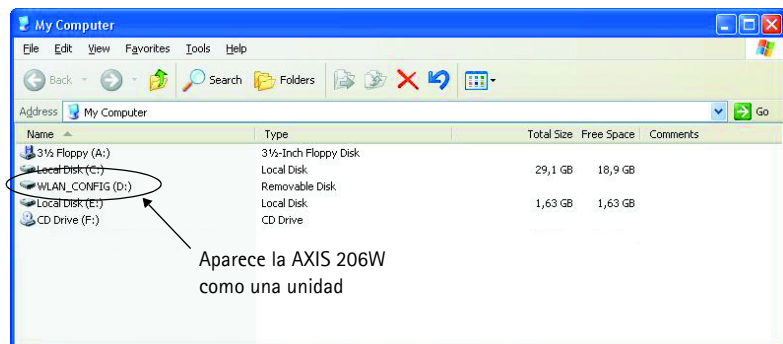 My Computer
File Edit View Favorites Tools Help
Back Search Folders
Address My Computer Go
Name Type Total Size Free Space Comments
3½ Floppy (A:) 3½-Inch Floppy Disk
Local Disk (C:) Local Disk 29,1 GB 18,9 GB
WLAN_CONFIG (D:) Removable Disk
Local Disk (E:) Local Disk 1,63 GB 1,63 GB
CD Drive (F:) CD Drive
Aparece la AXIS 206W
como una unidad